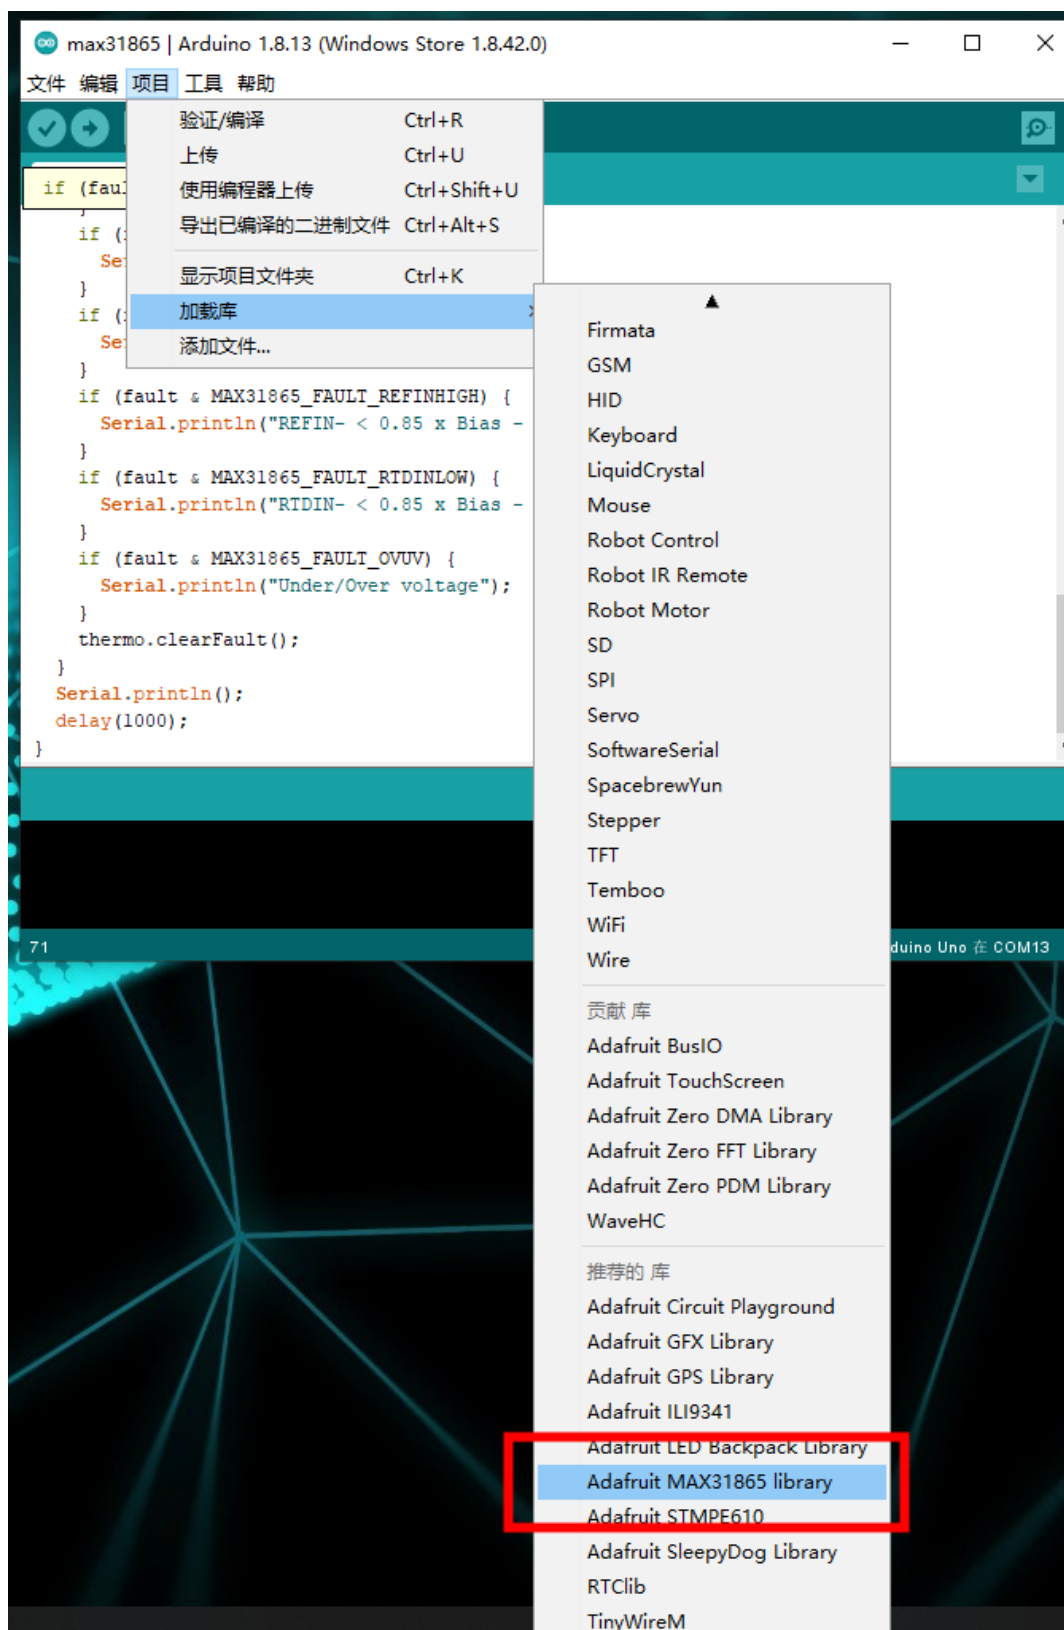 max31865 | Arduino 1.8.13 (Windows Store 1.8.42.0)
文件 编辑 项目 工具 帮助
验证/编译 Ctrl+R
上传 Ctrl+U
使用编程器上传 Ctrl+Shift+U
导出已编译的二进制文件 Ctrl+Alt+S
显示项目文件夹 Ctrl+K
加载库
添加文件...
if (faul
}
if (
Se
}
if (
Se
}
if (fault & MAX31865_FAULT_REFINHIGH) {
Serial.println("REFIN- < 0.85 x Bias -
}
if (fault & MAX31865_FAULT_RTDINLOW) {
Serial.println("RTDIN- < 0.85 x Bias -
}
if (fault & MAX31865_FAULT_OVUV) {
Serial.println("Under/Over voltage");
}
thermo.clearFault();
}
Serial.println();
delay(1000);
}
71
duino Uno 在 COM13
Firmata
GSM
HID
Keyboard
LiquidCrystal
Mouse
Robot Control
Robot IR Remote
Robot Motor
SD
SPI
Servo
SoftwareSerial
SpacebrewYun
Stepper
TFT
Temboo
WiFi
Wire
贡献 库
Adafruit BusIO
Adafruit TouchScreen
Adafruit Zero DMA Library
Adafruit Zero FFT Library
Adafruit Zero PDM Library
WaveHC
推荐的 库
Adafruit Circuit Playground
Adafruit GFX Library
Adafruit GPS Library
Adafruit ILI9341
Adafruit LED Backpack Library
Adafruit MAX31865 library
Adafruit STMPE610
Adafruit SleepyDog Library
RTClib
TinyWireM